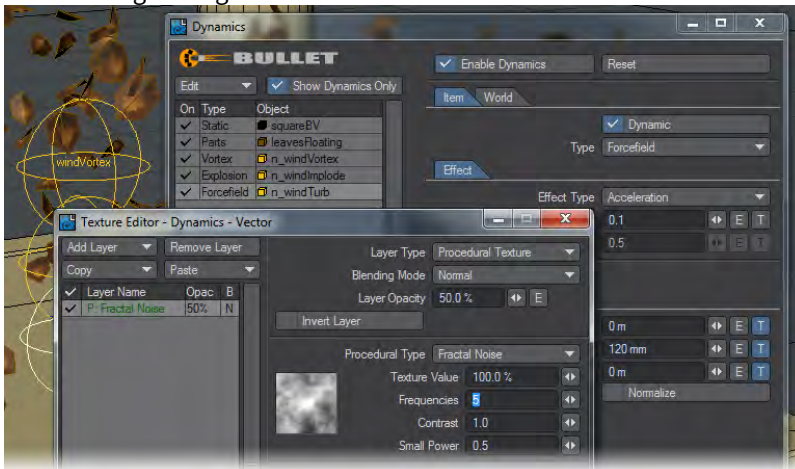 Dynamics
BULLET
Enable Dynamics Reset
Edit Show Dynamics Only
Item World
On Type Object
Static squareBV
Dynamic
Parts leavesFloating
Type Forcefield
Vortex n_windVortex
Explosion n_windImplode
Effect
Forcefield n_windTurb
Effect Type Acceleration
windVortex
0.1 E T
0.5 E T
0 m E T
120 mm E T
0 m E T
Normalize
Texture Editor - Dynamics - Vector
Add Layer Remove Layer
Layer Type Procedural Texture
Copy Paste
Blending Mode Normal
Layer Name Opac B
Layer Opacity 50.0 % E
P: Fractal Noise 50% N
Invert Layer
Procedural Type Fractal Noise
Texture Value 100.0 %
Frequencies 5
Contrast 1.0
Small Power 0.5